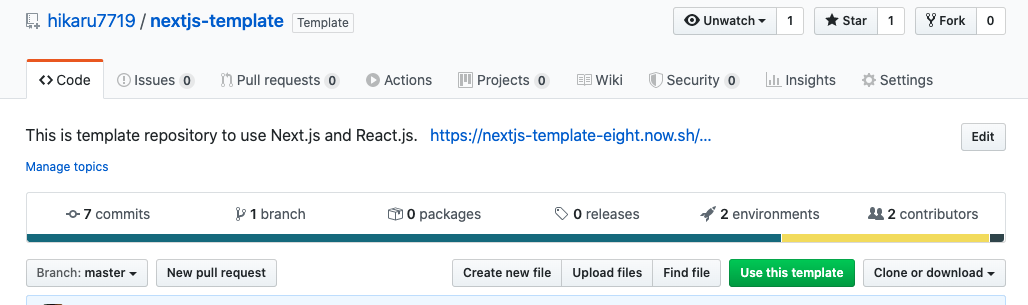 hikaru7719 / nextjs-template Template Unwatch 1 Star 1 Fork 0
Code Issues 0 Pull requests 0 Actions Projects 0 Wiki Security 0 Insights Settings
This is template repository to use Next.js and React.js. https://nextjs-template-eight.now.sh/... Edit
Manage topics
7 commits 1 branch 0 packages 0 releases 2 environments 2 contributors
Branch: master New pull request Create new file Upload files Find file Use this template Clone or download